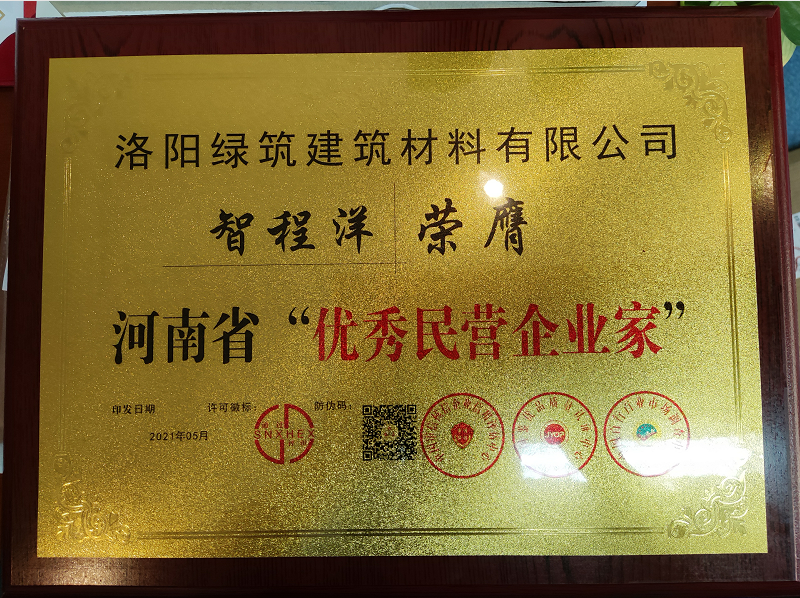 洛阳绿筑建筑材料有限公司
智程洋 荣膺
河南省“优秀民营企业家”
印发日期 许可徽标: 防伪码:
2021年05月
SNXHEX